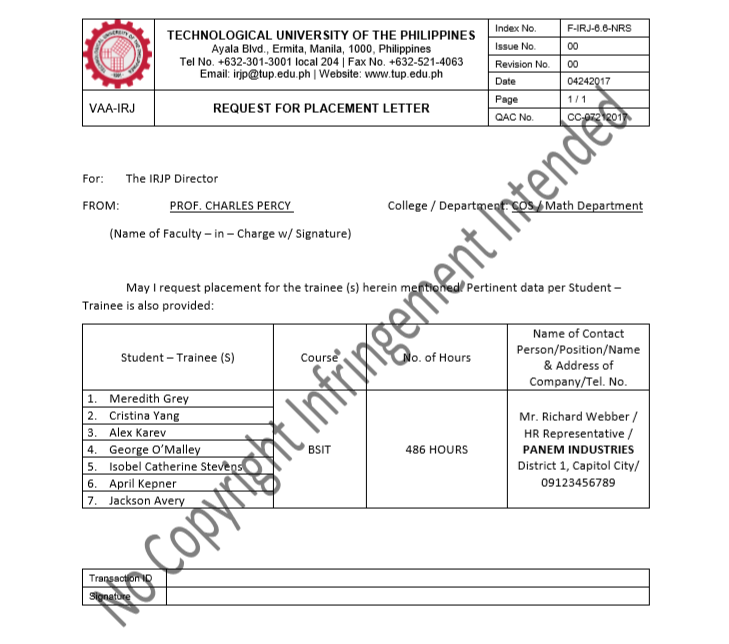 TECHNOLOGICAL UNIVERSITY OF THE PHILIPPINES
Ayala Blvd., Ermita, Manila, 1000, Philippines
Tel No. +632-301-3001 local 204 | Fax No. +632-521-4063
Email: irjp@tup.edu.ph | Website: www.tup.edu.ph
Index No. F-IRJ-6.6-NRS
Issue No. 00
Revision No. 00
Date 04242017
VAA-IRJ
REQUEST FOR PLACEMENT LETTER
Page 1 / 1
QAC No. CC-07212017
For: The IRJP Director
FROM: PROF. CHARLES PERCY College / Department: COS / Math Department
(Name of Faculty – in – Charge w/ Signature)
May I request placement for the trainee (s) herein mentioned. Pertinent data per Student –
Trainee is also provided:
Student – Trainee (S)
Course
No. of Hours
Name of Contact
Person/Position/Name
& Address of
Company/Tel. No.
1. Meredith Grey
2. Cristina Yang
3. Alex Karev
4. George O’Malley
5. Isobel Catherine Stevens
6. April Kepner
7. Jackson Avery
BSIT
486 HOURS
Mr. Richard Webber /
HR Representative /
PANEM INDUSTRIES
District 1, Capitol City/
09123456789
Transaction ID
Signature
No Copyright Infringement Intended